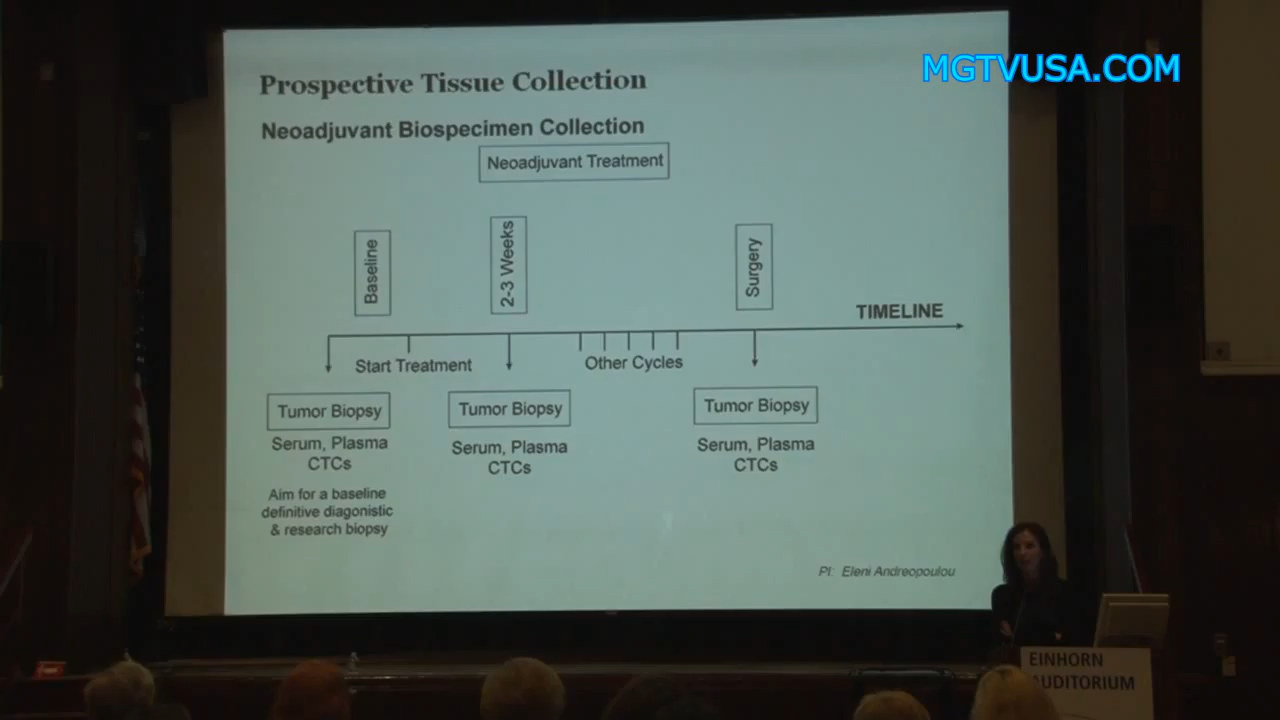 MGTVUSA.COM
Prospective Tissue Collection
Neoadjuvant Biospecimen Collection
Neoadjuvant Treatment
Baseline
2-3 Weeks
Surgery
TIMELINE
Start Treatment
Other Cycles
Tumor Biopsy
Serum, Plasma
CTCs
Aim for a baseline
definitive diagonistic
& research biopsy
Tumor Biopsy
Serum, Plasma
CTCs
Tumor Biopsy
Serum, Plasma
CTCs
PI: Eleni Andreopoulou
EINHORN
AUDITORIUM